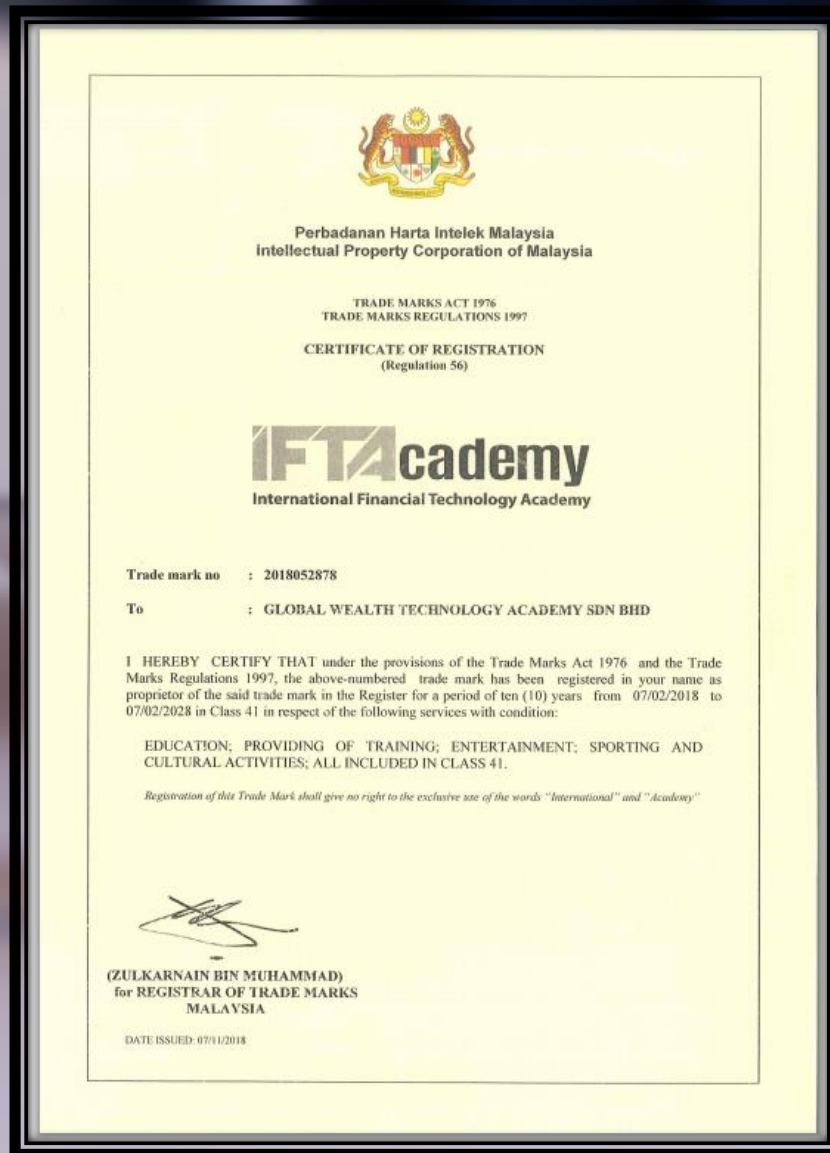 Perbadanan Harta Intelek Malaysia
Intellectual Property Corporation of Malaysia
TRADE MARKS ACT 1976
TRADE MARKS REGULATIONS 1997
CERTIFICATE OF REGISTRATION
(Regulation 56)
IFTAcademy
International Financial Technology Academy
Trade mark no : 2018052878
To : GLOBAL WEALTH TECHNOLOGY ACADEMY SDN BHD
I HEREBY CERTIFY THAT under the provisions of the Trade Marks Act 1976 and the Trade
Marks Regulations 1997, the above-numbered trade mark has been registered in your name as
proprietor of the said trade mark in the Register for a period of ten (10) years from 07/02/2018 to
07/02/2028 in Class 41 in respect of the following services with condition:
EDUCATION; PROVIDING OF TRAINING; ENTERTAINMENT; SPORTING AND
CULTURAL ACTIVITIES; ALL INCLUDED IN CLASS 41.
Registration of this Trade Mark shall give no right to the exclusive use of the words "International" and "Academy"
(ZULKARNAIN BIN MUHAMMAD)
for REGISTRAR OF TRADE MARKS
MALAYSIA
DATE ISSUED: 07/11/2018